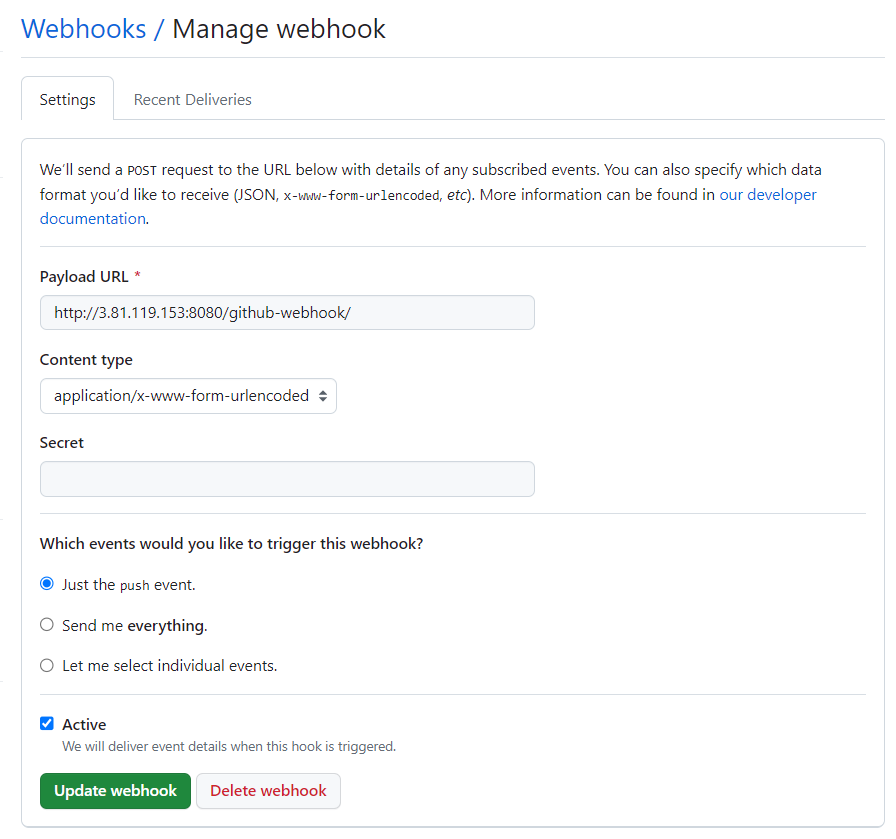 Webhooks / Manage webhook
Settings
Recent Deliveries
We’ll send a POST request to the URL below with details of any subscribed events. You can also specify which data
format you’d like to receive (JSON, x-www-form-urlencoded, etc). More information can be found in our developer
documentation.
Payload URL *
http://3.81.119.153:8080/github-webhook/
Content type
application/x-www-form-urlencoded
Secret
Which events would you like to trigger this webhook?
Just the push event.
Send me everything.
Let me select individual events.
Active
We will deliver event details when this hook is triggered.
Update webhook
Delete webhook